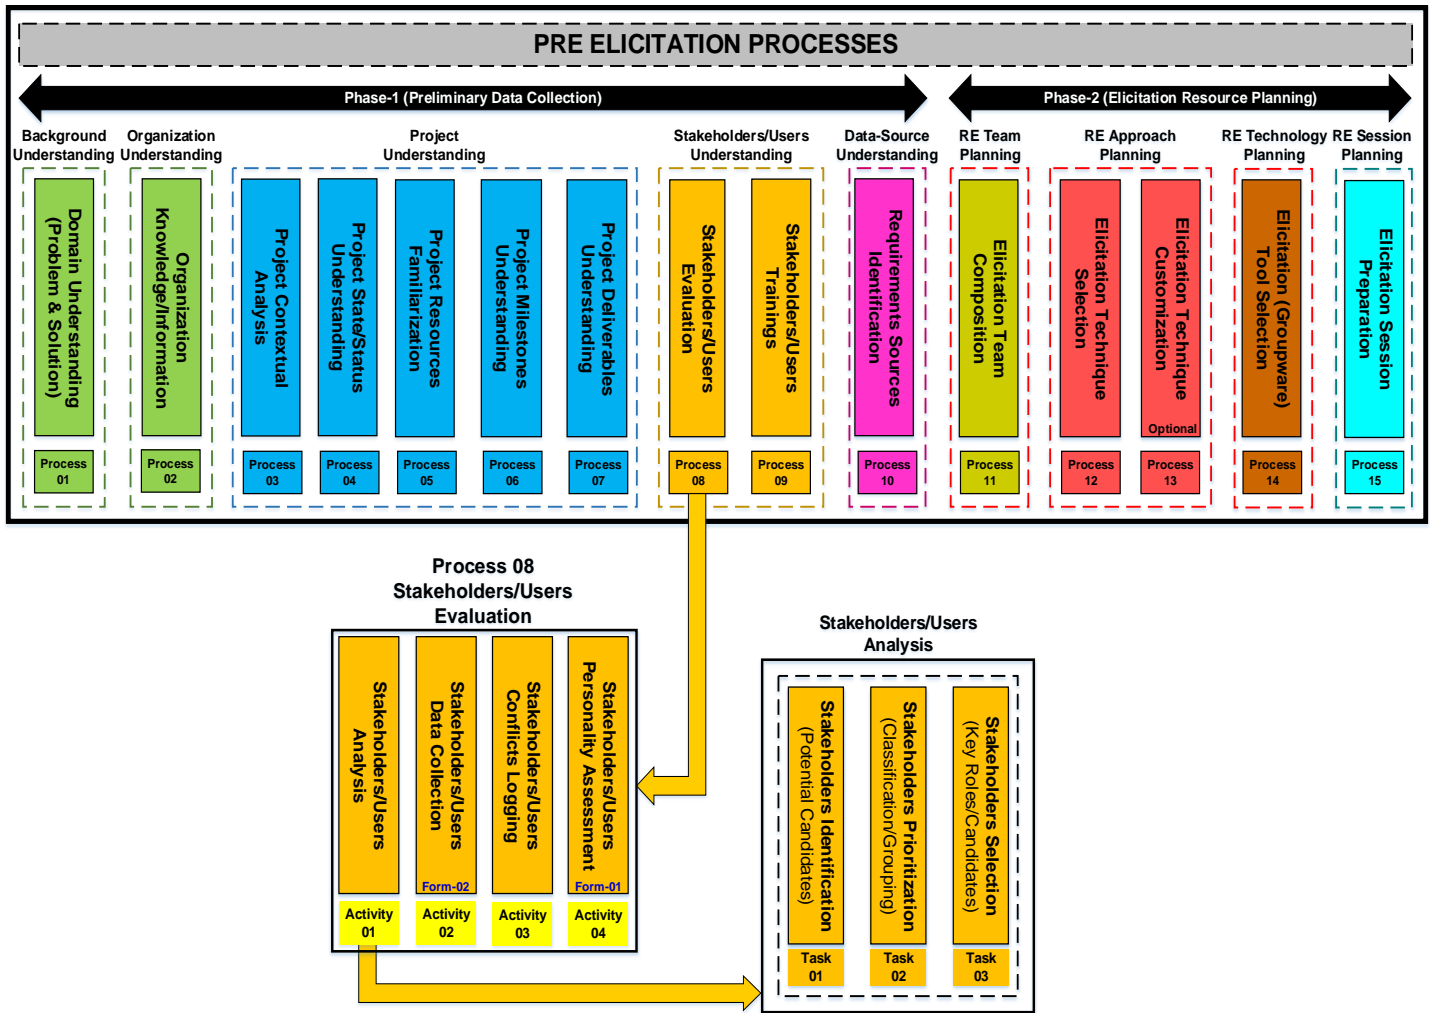 PRE ELICITATION PROCESSES
Phase-1 (Preliminary Data Collection)
Phase-2 (Elicitation Resource Planning)
Background
Understanding
Organization
Understanding
Project
Understanding
Stakeholders/Users
Understanding
Data-Source
Understanding
RE Team
Planning
RE Approach
Planning
RE Technology
Planning
RE Session
Planning
Domain Understanding
(Problem & Solution)
Organization
Knowledge/Information
Project Contextual
Analysis
Project State/Status
Understanding
Project Resources
Familiarization
Project Milestones
Understanding
Project Deliverables
Understanding
Stakeholders/Users
Evaluation
Stakeholders/Users
Trainings
Requirements Sources
Identification
Elicitation Team
Composition
Elicitation Technique
Selection
Elicitation Technique
Customization
Optional
Elicitation (Groupware)
Tool Selection
Elicitation Session
Preparation
Process
01
Process
02
Process
03
Process
04
Process
05
Process
06
Process
07
Process
08
Process
09
Process
10
Process
11
Process
12
Process
13
Process
14
Process
15
Process 08
Stakeholders/Users
Evaluation
Stakeholders/Users
Analysis
Stakeholders/Users
Data Collection
Form-02
Stakeholders/Users
Conflicts Logging
Stakeholders/Users
Personality Assessment
Form-01
Activity
01
Activity
02
Activity
03
Activity
04
Stakeholders/Users
Analysis
Stakeholders Identification
(Potential Candidates)
Stakeholders Prioritization
(Classification/Grouping)
Stakeholders Selection
(Key Roles/Candidates)
Task
01
Task
02
Task
03